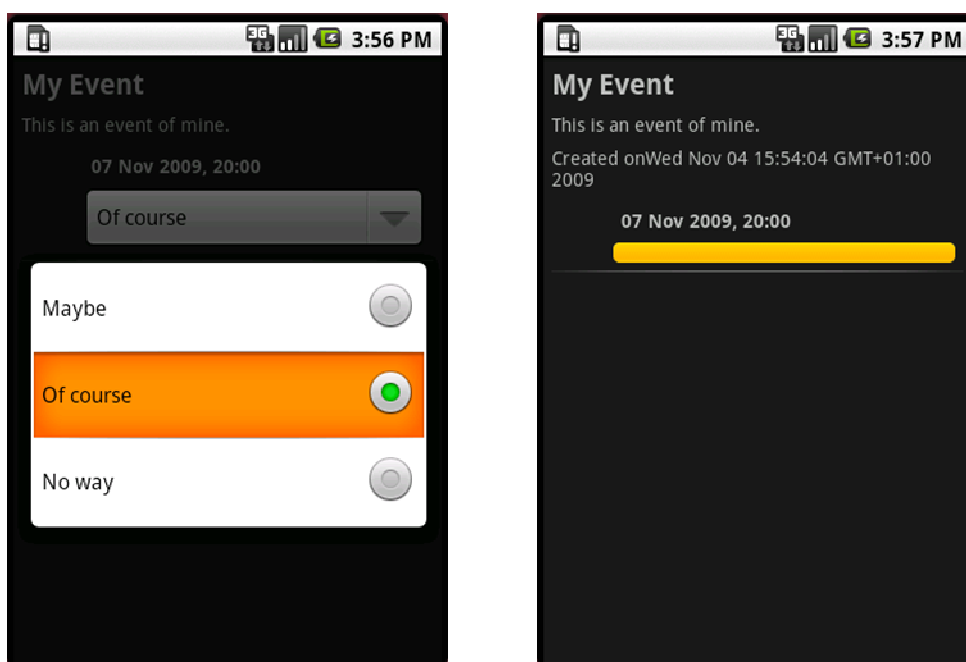 3G 3:56 PM
My Event
This is an event of mine.
07 Nov 2009, 20:00
Of course
Maybe
Of course
No way
3G 3:57 PM
My Event
This is an event of mine.
Created onWed Nov 04 15:54:04 GMT+01:00
2009
07 Nov 2009, 20:00